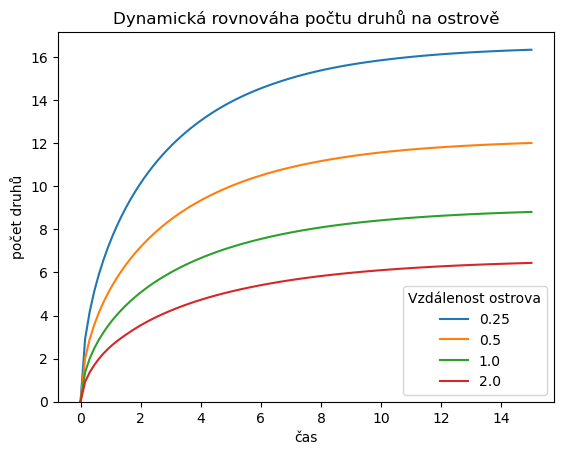 Dynamická rovnováha počtu druhů na ostrově
počet druhů
16
14
12
10
8
6
4
2
0
0 2 4 6 8 10 12 14
čas
Vzdálenost ostrova
0.25
0.5
1.0
2.0